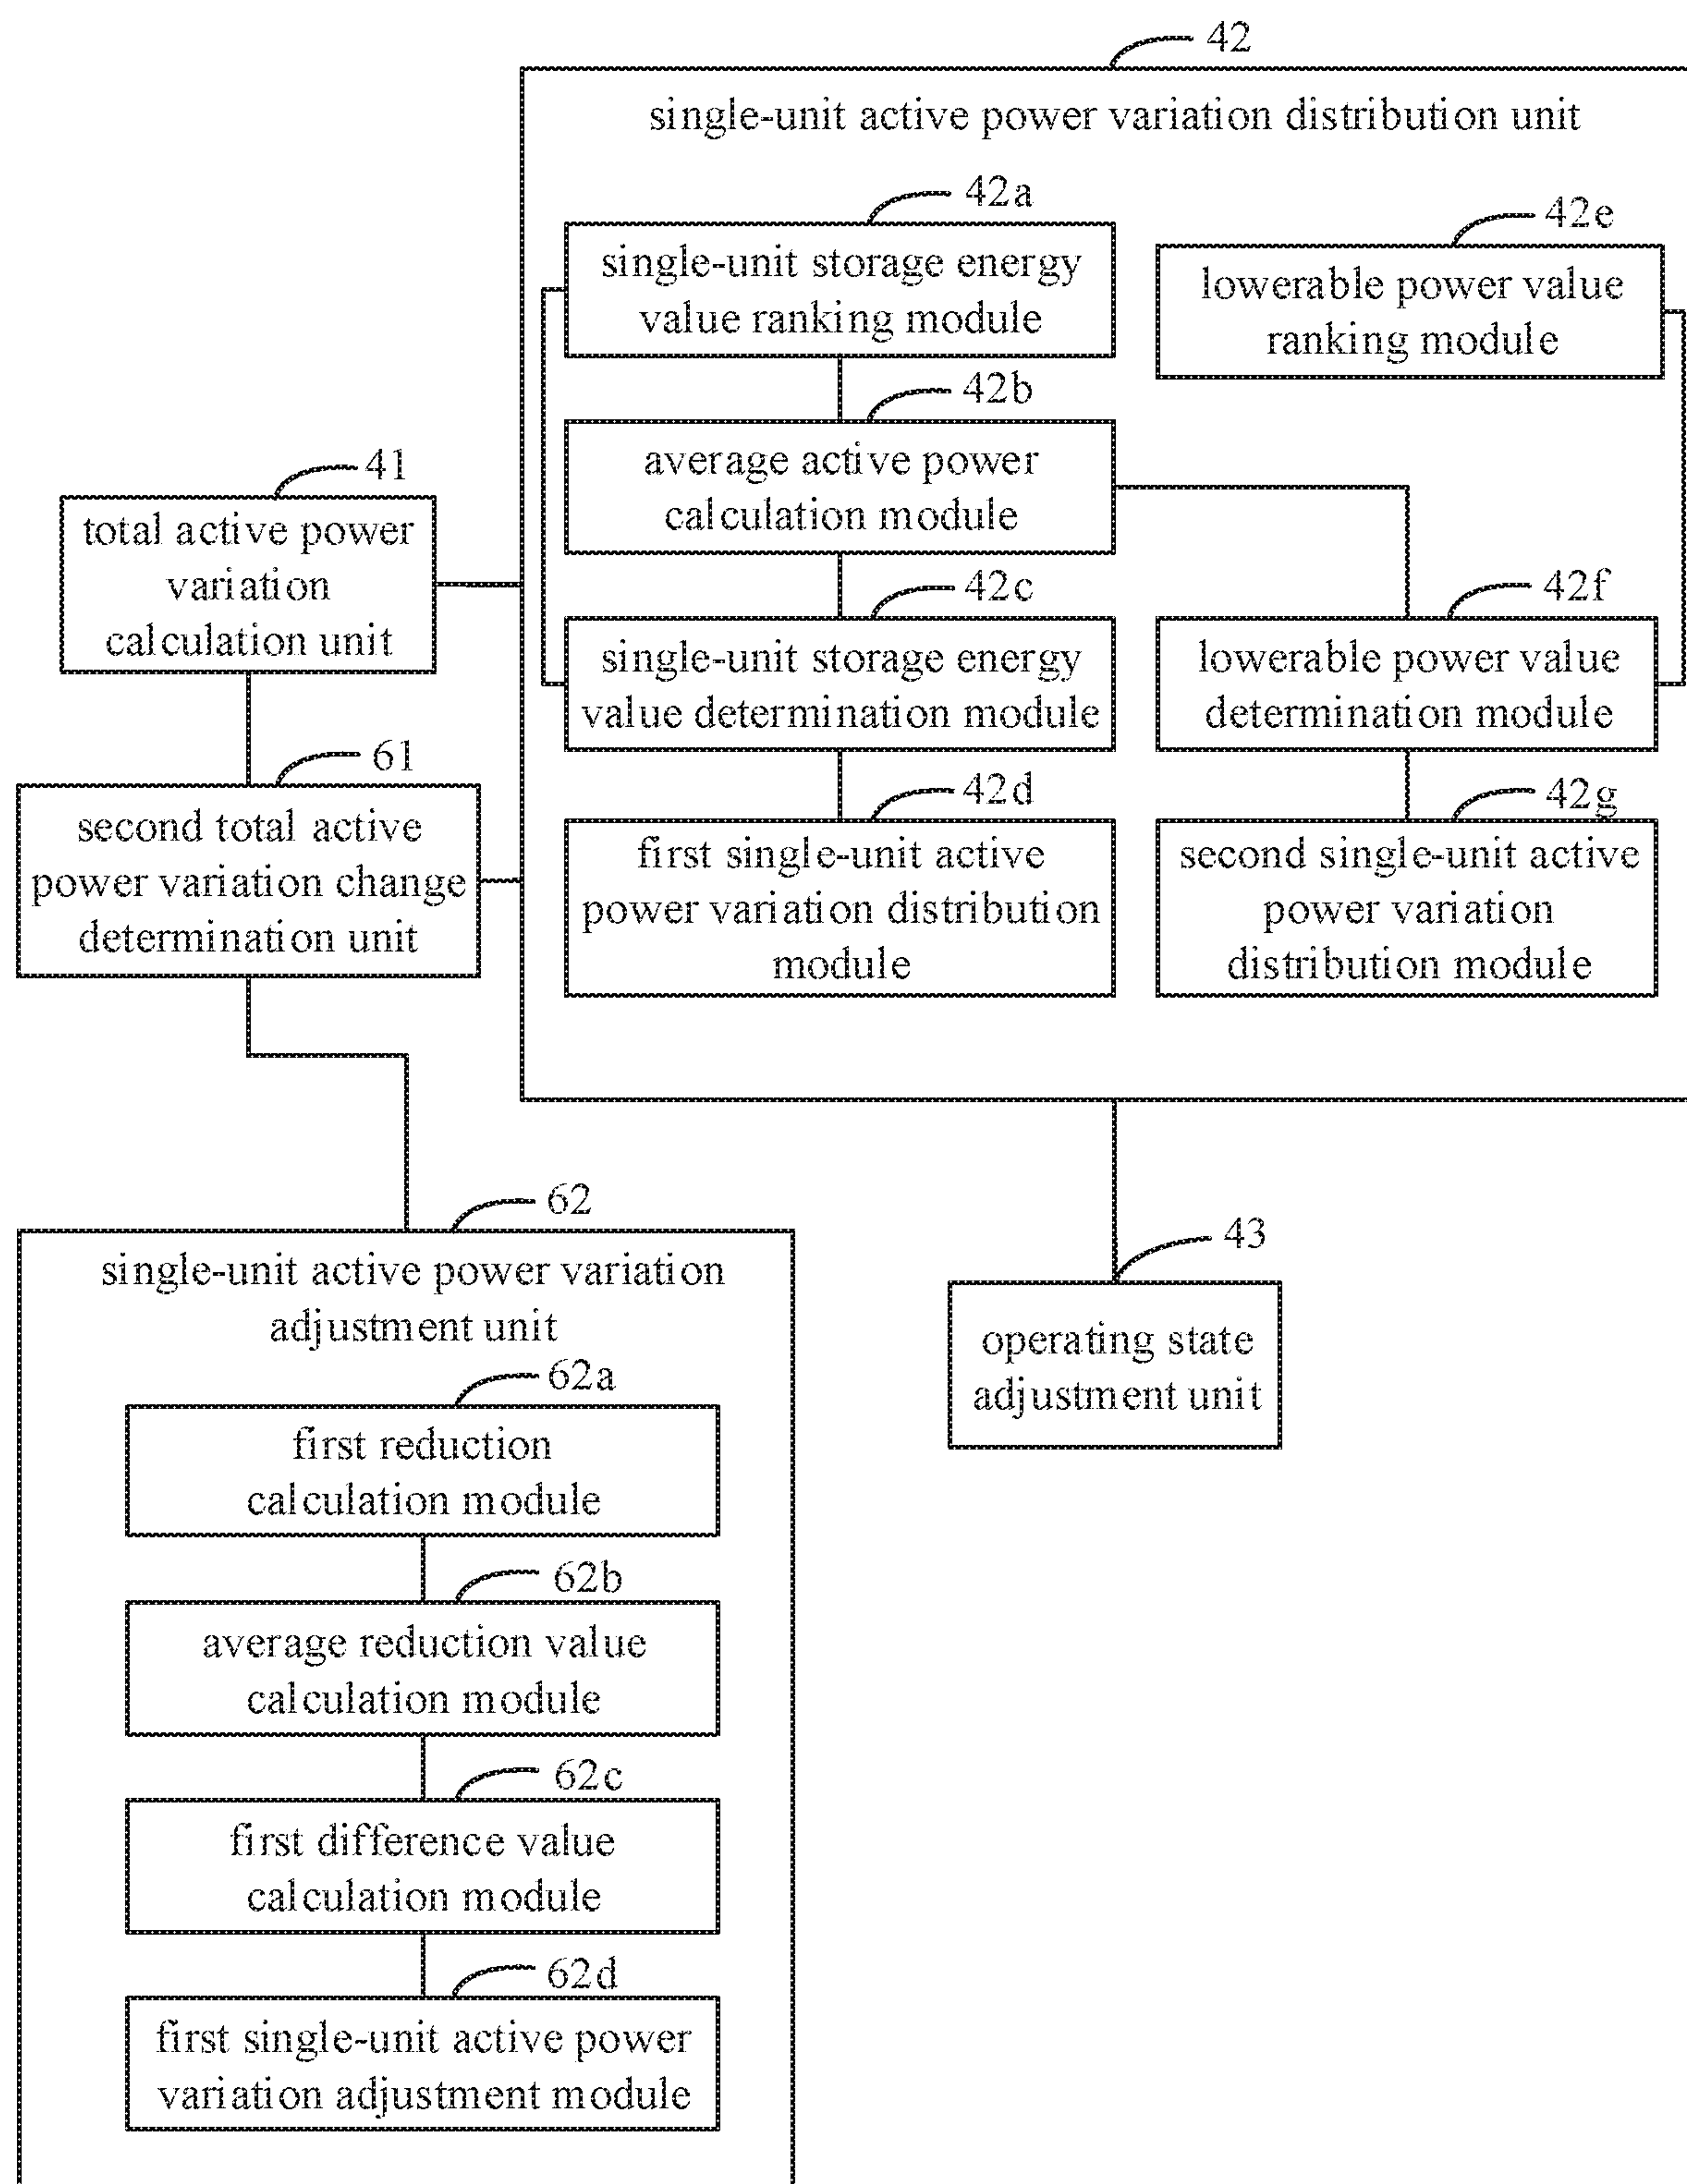 42
single-unit active power variation distribution unit
42a
single-unit storage energy
value ranking module
42e
lowerable power value
ranking module
42b
average active power
calculation module
41
total active power
variation
calculation unit
42c
single-unit storage energy
value determination module
42f
lowerable power value
determination module
61
second total active
power variation change
determination unit
42d
first single-unit active
power variation distribution
module
42g
second single-unit active
power variation
distribution module
62
single-unit active power variation
adjustment unit
43
operating state
adjustment unit
62a
first reduction
calculation module
62b
average reduction value
calculation module
62c
first difference value
calculation module
62d
first single-unit active power
variation adjustment module